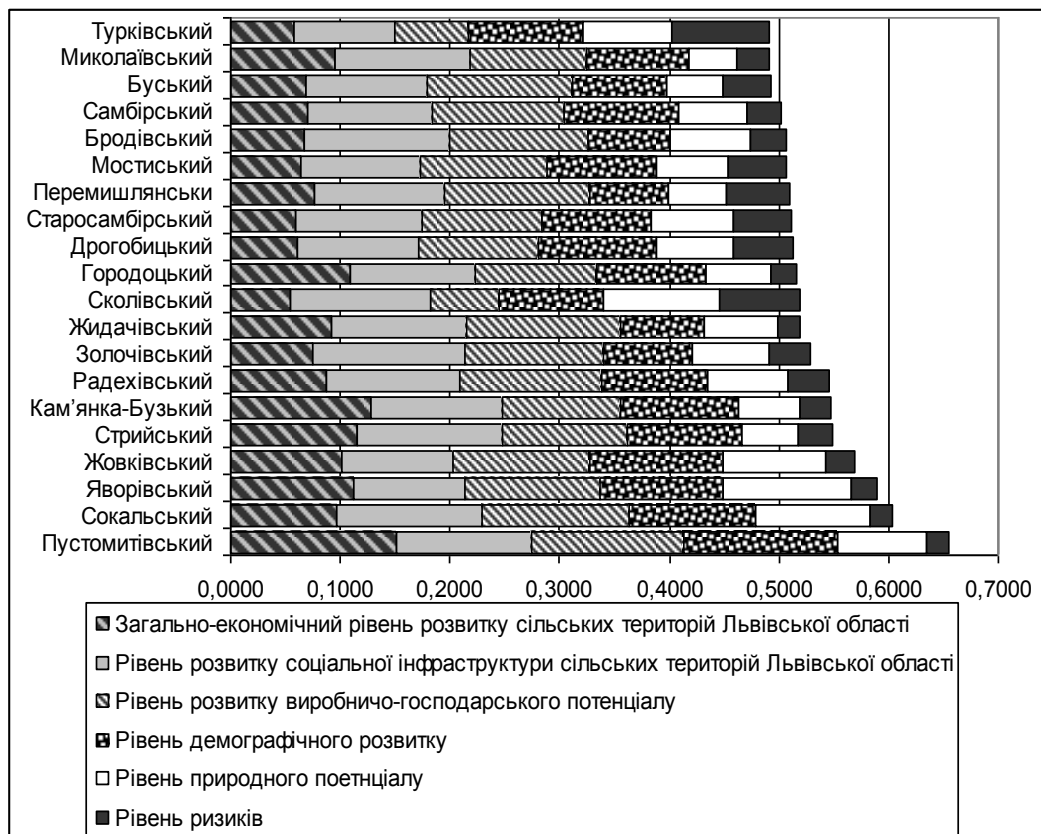 Турківський
Миколаївський
Буський
Самбірський
Бродівський
Мостиський
Перемишлянськи
Старосамбірський
Дрогобицький
Городоцький
Сколівський
Жидачівський
Золочівський
Радехівський
Кам’янка-Бузький
Стрийський
Жовківський
Яворівський
Сокальський
Пустомитівський
0,0000 0,1000 0,2000 0,3000 0,4000 0,5000 0,6000 0,7000
Загально-економічний рівень розвитку сільських територій Львівської області
Рівень розвитку соціальної інфраструктури сільських територій Львівської області
Рівень розвитку виробничо-господарського потенціалу
Рівень демографічного розвитку
Рівень природного поетнціалу
Рівень ризиків